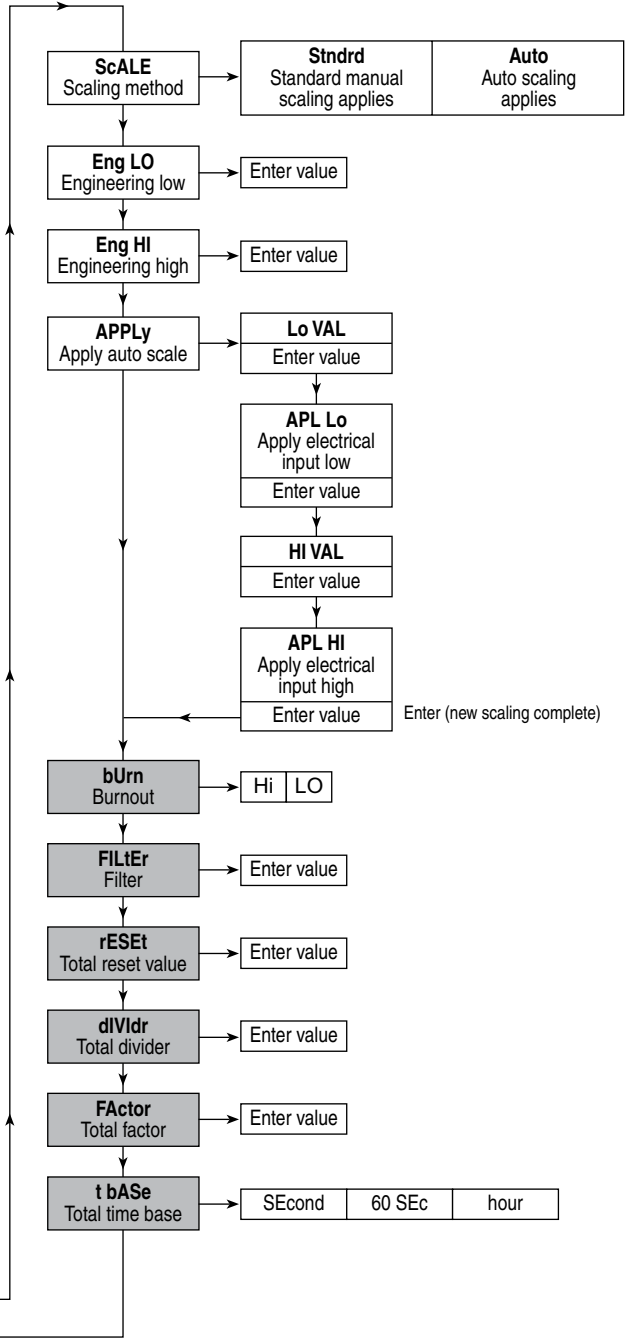 ScALE
Scaling method
Stndrd
Standard manual
scaling applies
Auto
Auto scaling
applies
Eng LO
Engineering low
Enter value
Eng HI
Engineering high
Enter value
APPLy
Apply auto scale
Lo VAL
Enter value
APL Lo
Apply electrical
input low
Enter value
HI VAL
Enter value
APL HI
Apply electrical
input high
Enter value
Enter (new scaling complete)
bUrn
Burnout
Hi
LO
FILtEr
Filter
Enter value
rESEt
Total reset value
Enter value
dIVIdr
Total divider
Enter value
FActor
Total factor
Enter value
t bASe
Total time base
SEcond
60 SEc
hour